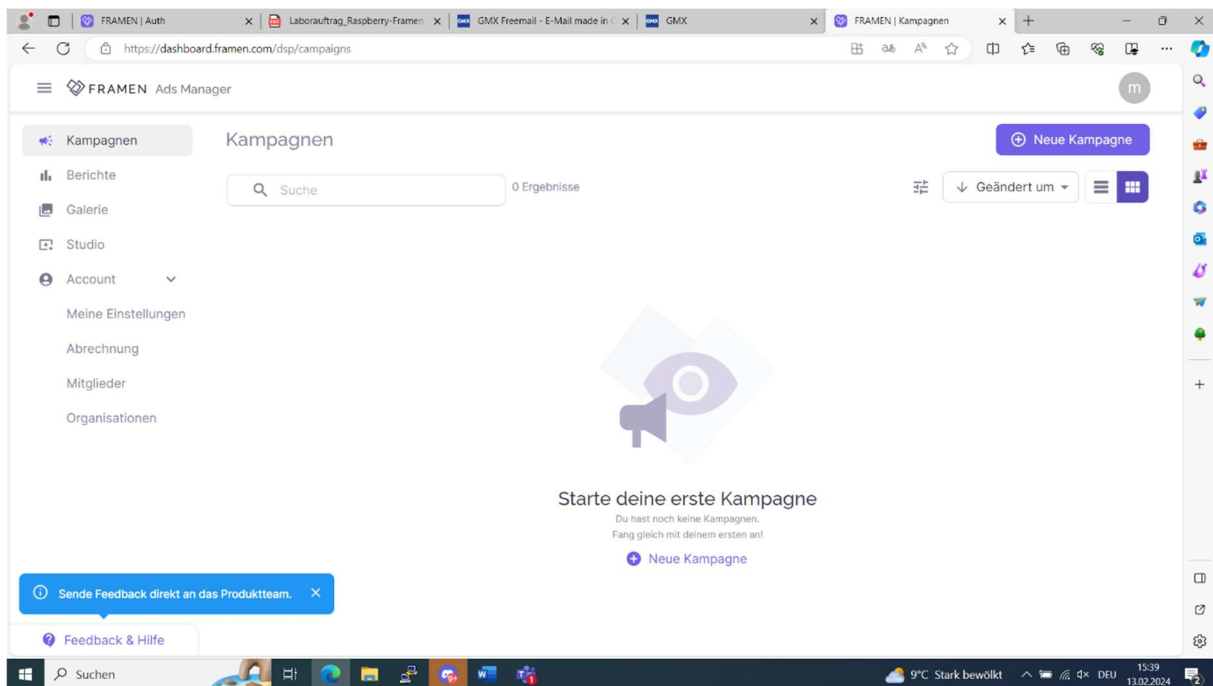 FRAMEN | Auth
Laborauftrag_Raspberry-Framen
GMX Freemail - E-Mail made in G
GMX
FRAMEN | Kampagnen
https://dashboard.framen.com/dsp/campaigns
FRAMEN Ads Manager
m
Kampagnen
Berichte
Galerie
Studio
Account
Meine Einstellungen
Abrechnung
Mitglieder
Organisationen
Kampagnen
Neue Kampagne
Suche
0 Ergebnisse
Geändert um
Starte deine erste Kampagne
Du hast noch keine Kampagnen.
Fang gleich mit deinem ersten an!
Neue Kampagne
Sende Feedback direkt an das Produktteam.
Feedback & Hilfe
Suchen
9°C Stark bewölkt
DEU
15:39
13.02.2024
2